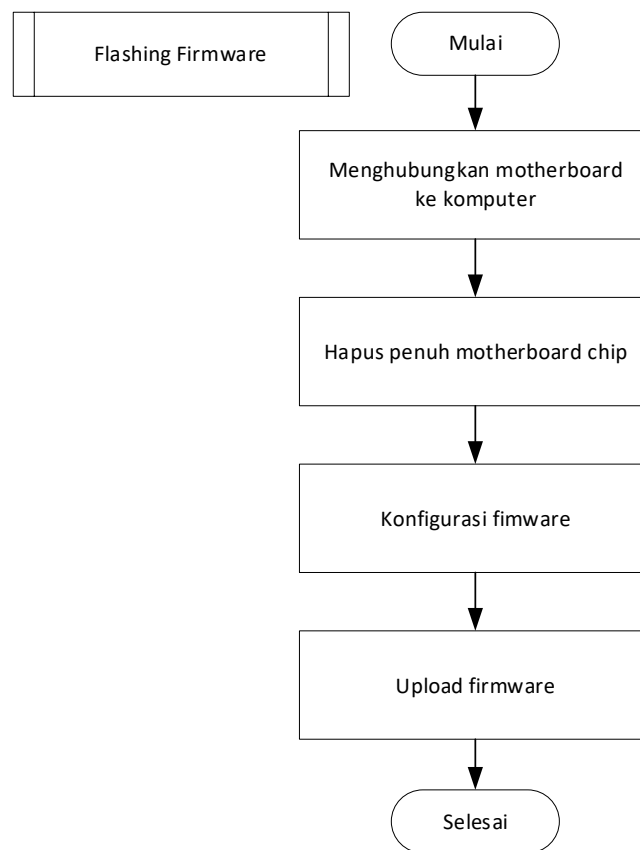 Flashing Firmware
Mulai
Menghubungkan motherboard
ke komputer
Hapus penuh motherboard chip
Konfigurasi fimware
Upload firmware
Selesai